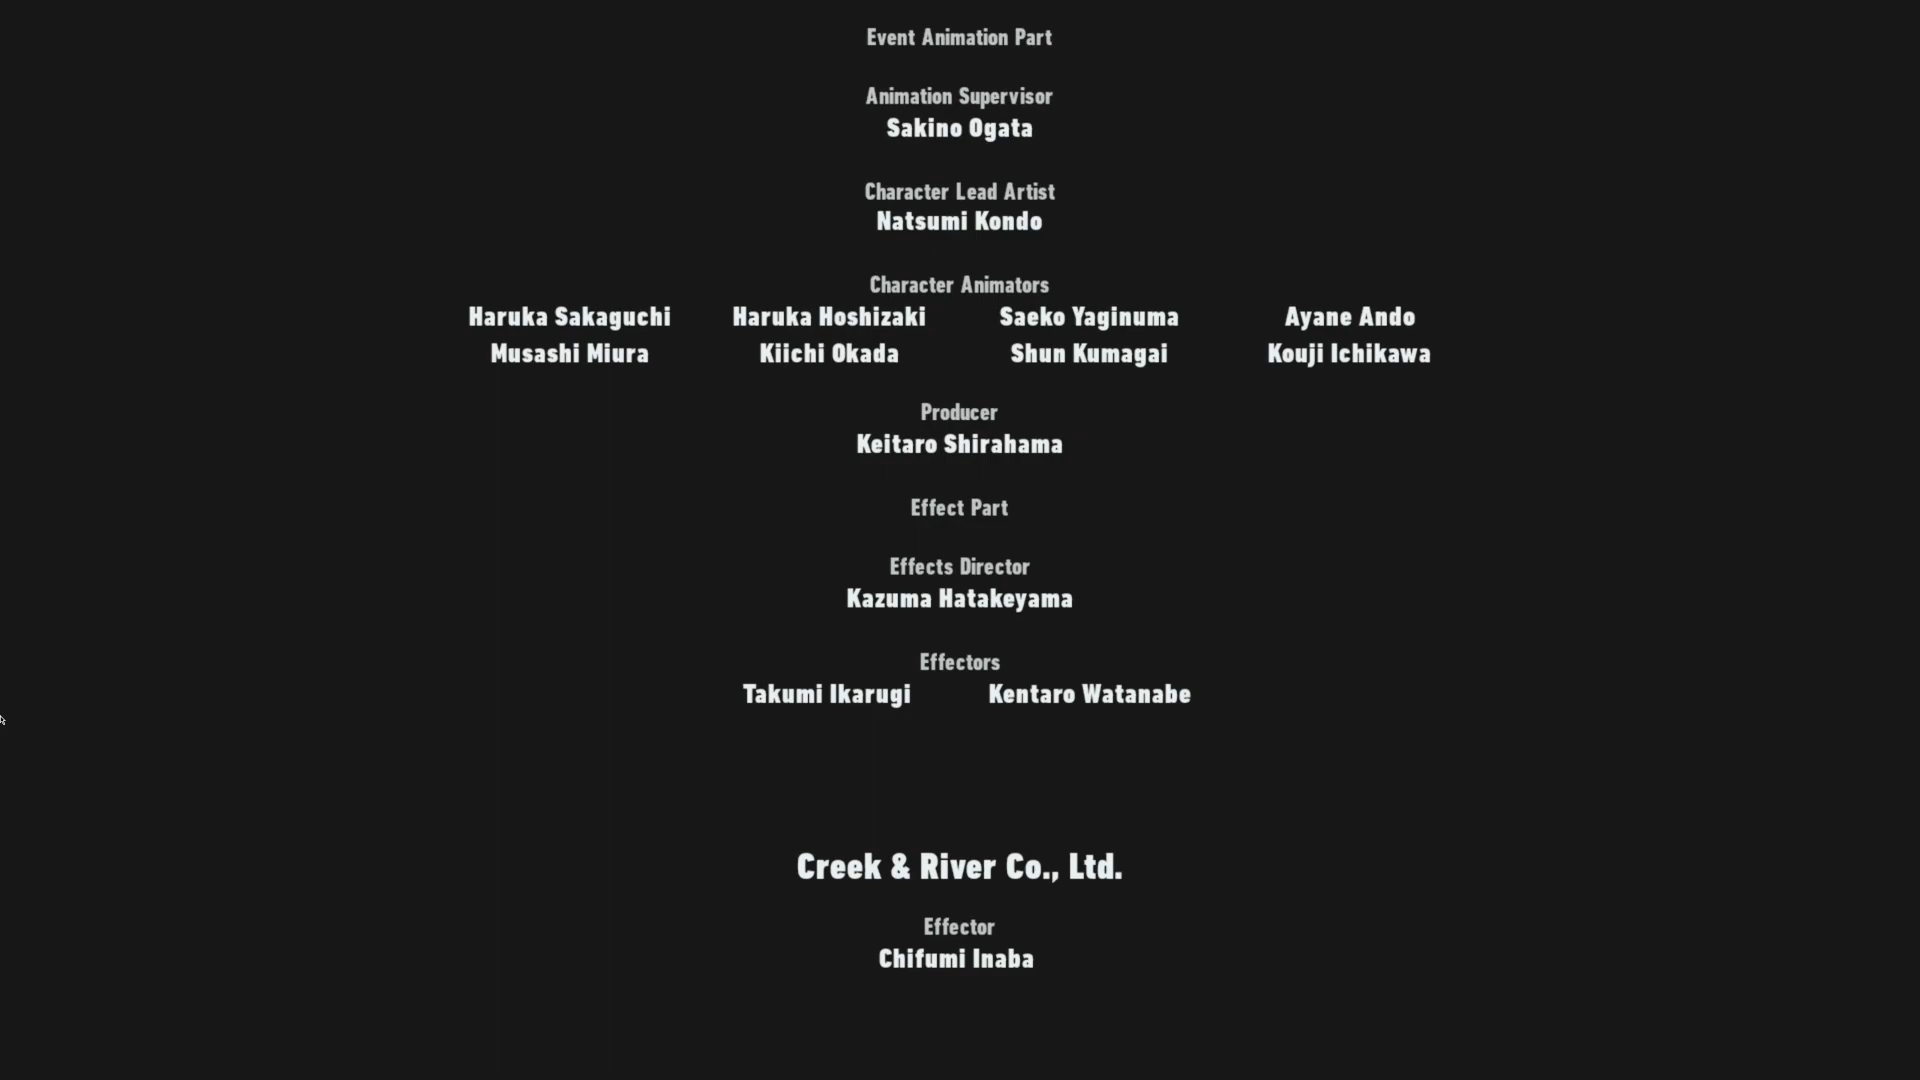 Event Animation Part
Animation Supervisor
Sakino Ogata
Character Lead Artist
Natsumi Kondo
Character Animators
Haruka Sakaguchi Haruka Hoshizaki Saeko Yaginuma Ayane Ando
Musashi Miura Kiichi Okada Shun Kumagai Kouji Ichikawa
Producer
Keitaro Shirahama
Effect Part
Effects Director
Kazuma Hatakeyama
Effectors
Takumi Ikarugi Kentaro Watanabe
Creek & River Co., Ltd.
Effector
Chifumi Inaba